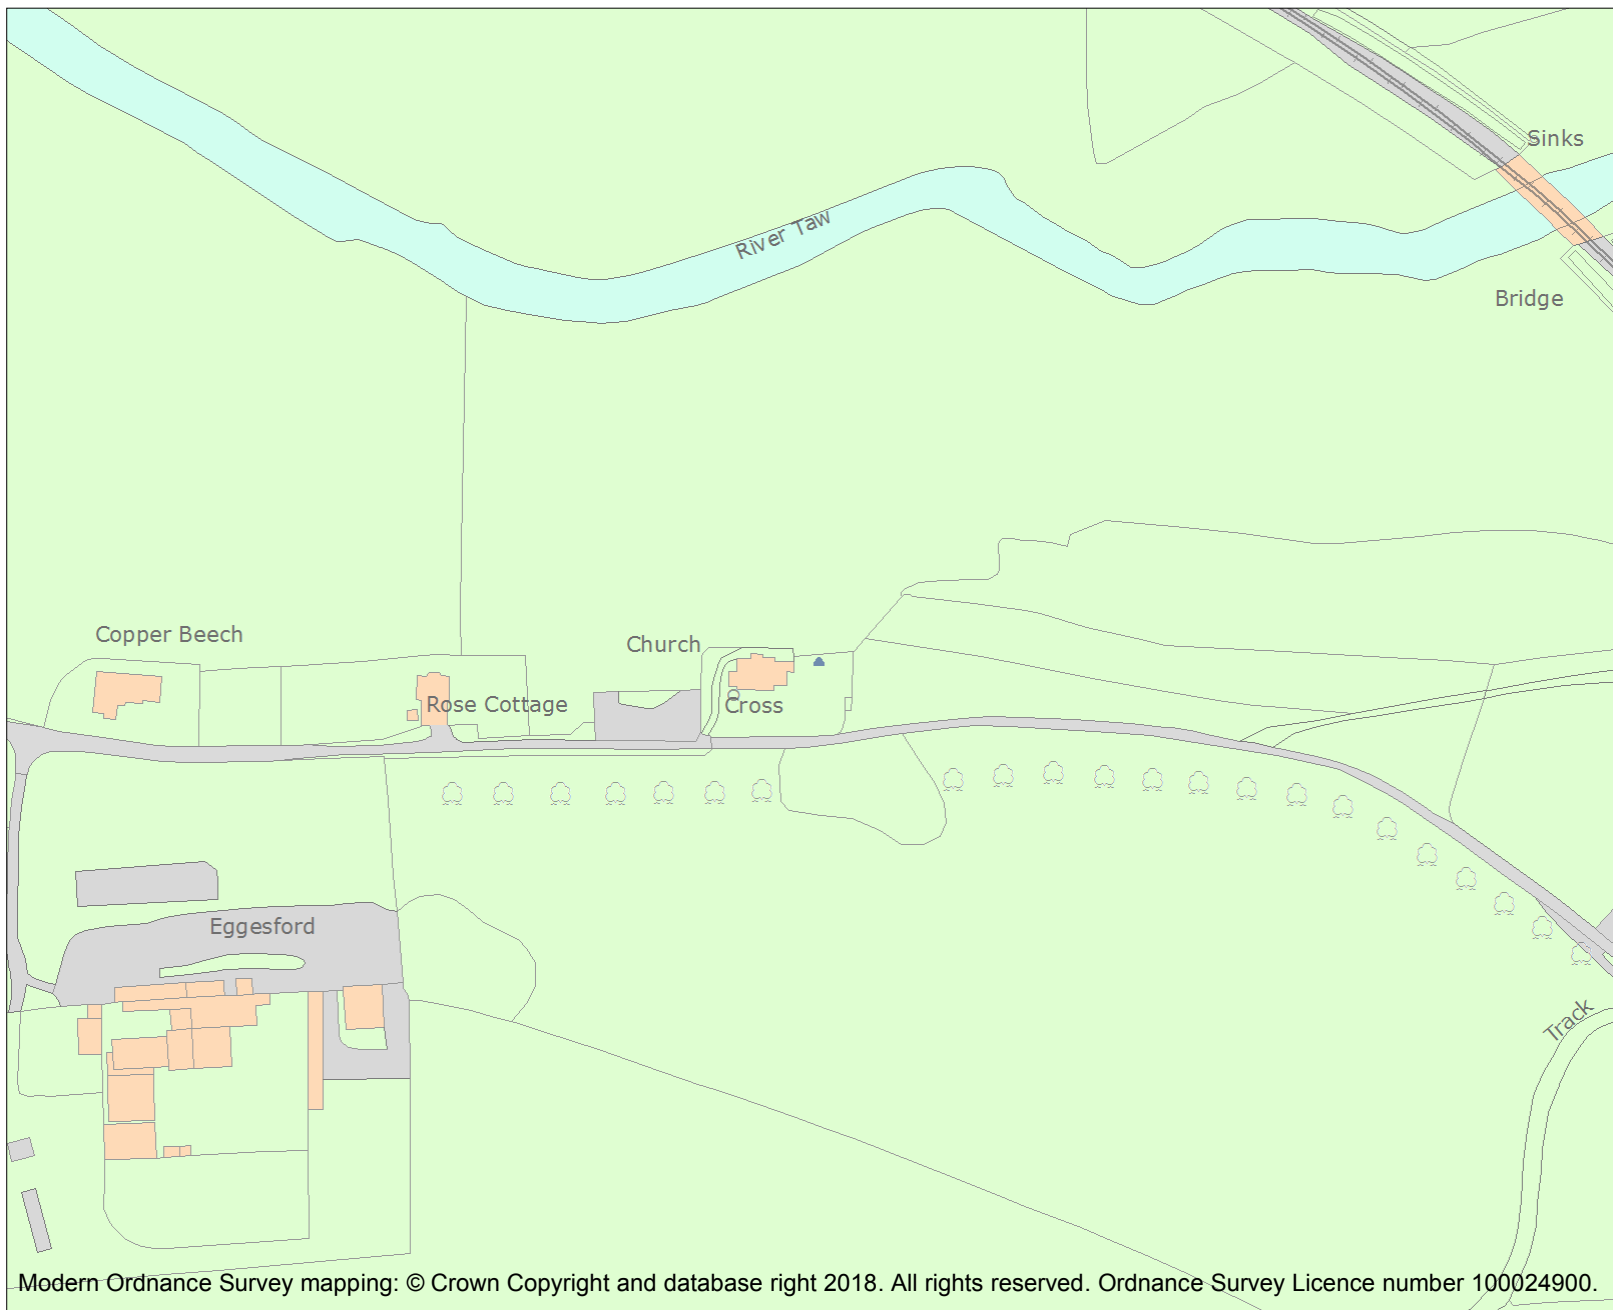 Sinks
River Taw
Bridge
Copper Beech
Church
Rose Cottage
Cross
Eggesford
Track
Modern Ordnance Survey mapping: © Crown Copyright and database right 2018. All rights reserved. Ordnance Survey Licence number 100024900.